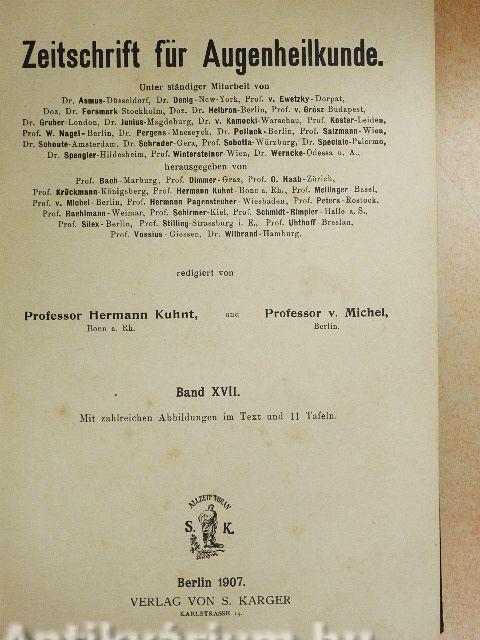 Zeitschrift für Augenheilkunde.
Unter ständiger Mitarbeit von
Dr. Asmus-Düsseldorf, Dr. Denig-New-York, Prof. v. Ewetzky-Dorpat,
Doz. Dr. Forsmark-Stockholm, Doz. Dr. Helbron-Berlin, Prof. v. Grósz-Budapest,
Dr. Gruber-London, Dr. Junius-Magdeburg, Dr. v. Kamocki-Warschau, Prof. Koster-Leiden,
Prof. W. Nagel-Berlin, Dr. Pergens-Maeseyck, Dr. Pollack-Berlin, Prof. Salzmann-Wien,
Dr. Schoute-Amsterdam, Dr. Schrader-Gera, Prof. Sobotta-Würzburg, Dr. Speciale-Palermo,
Dr. Spengler-Hildesheim, Prof. Wintersteiner-Wien, Dr. Werncke-Odessa u. A.,
herausgegeben von
Prof. Bach-Marburg, Prof. Dimmer-Graz, Prof. O. Haab-Zürich,
Prof. Krückmann-Königsberg, Prof. Hermann Kuhnt-Bonn a. Rh., Prof. Mellinger-Basel,
Prof. v. Michel-Berlin, Prof. Hermann Pagenstecher-Wiesbaden, Prof. Peters-Rostock,
Prof. Raehlmann-Weimar, Prof. Schirmer-Kiel, Prof. Schmidt-Rimpler-Halle a. S.,
Prof. Silex-Berlin, Prof. Stilling-Strassburg i. E., Prof. Uhthoff-Breslau,
Prof. Vossius-Giessen, Dr. Wilbrand-Hamburg,
redigiert von
Professor Hermann Kuhnt, und Professor v. Michel,
Bonn a. Rh. Berlin.
Band XVII.
Mit zahlreichen Abbildungen im Text und 11 Tafeln.
ALLZEIT VORAN
S. K.
Berlin 1907.
VERLAG VON S. KARGER
KARLSTRASSE 15.
Antikvárium.hu